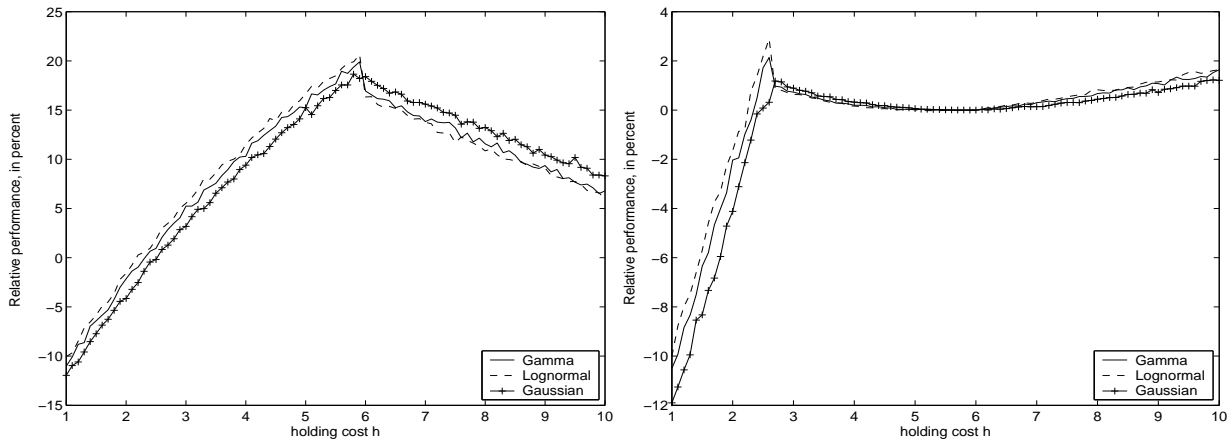 Relative performance, in percent
25
20
15
10
5
0
−5
−10
−15
1 2 3 4 5 6 7 8 9 10
holding cost h
Gamma
Lognormal
Gaussian
Relative performance, in percent
4
2
0
−2
−4
−6
−8
−10
−12
1 2 3 4 5 6 7 8 9 10
holding cost h
Gamma
Lognormal
Gaussian